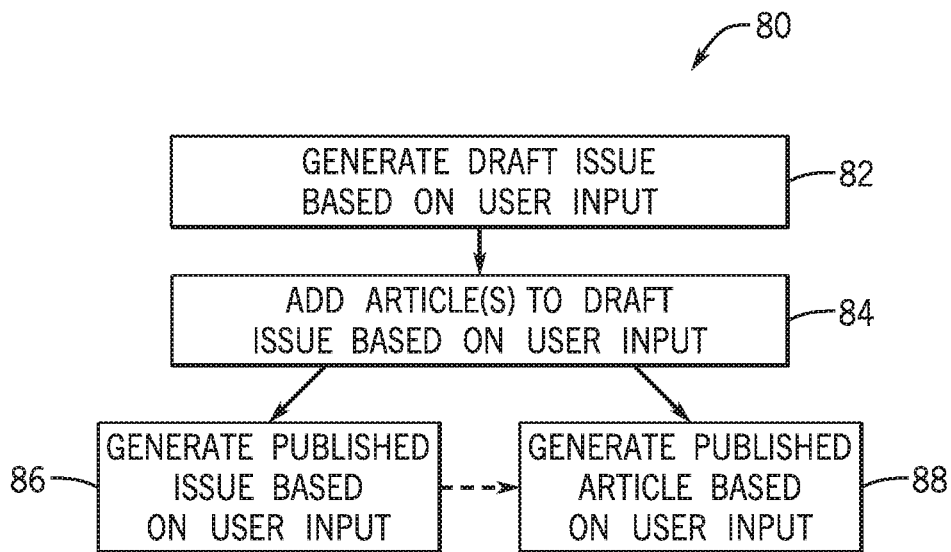 80
GENERATE DRAFT ISSUE
BASED ON USER INPUT
82
ADD ARTICLE(S) TO DRAFT
ISSUE BASED ON USER INPUT
84
GENERATE PUBLISHED
ISSUE BASED
ON USER INPUT
86
GENERATE PUBLISHED
ARTICLE BASED
ON USER INPUT
88